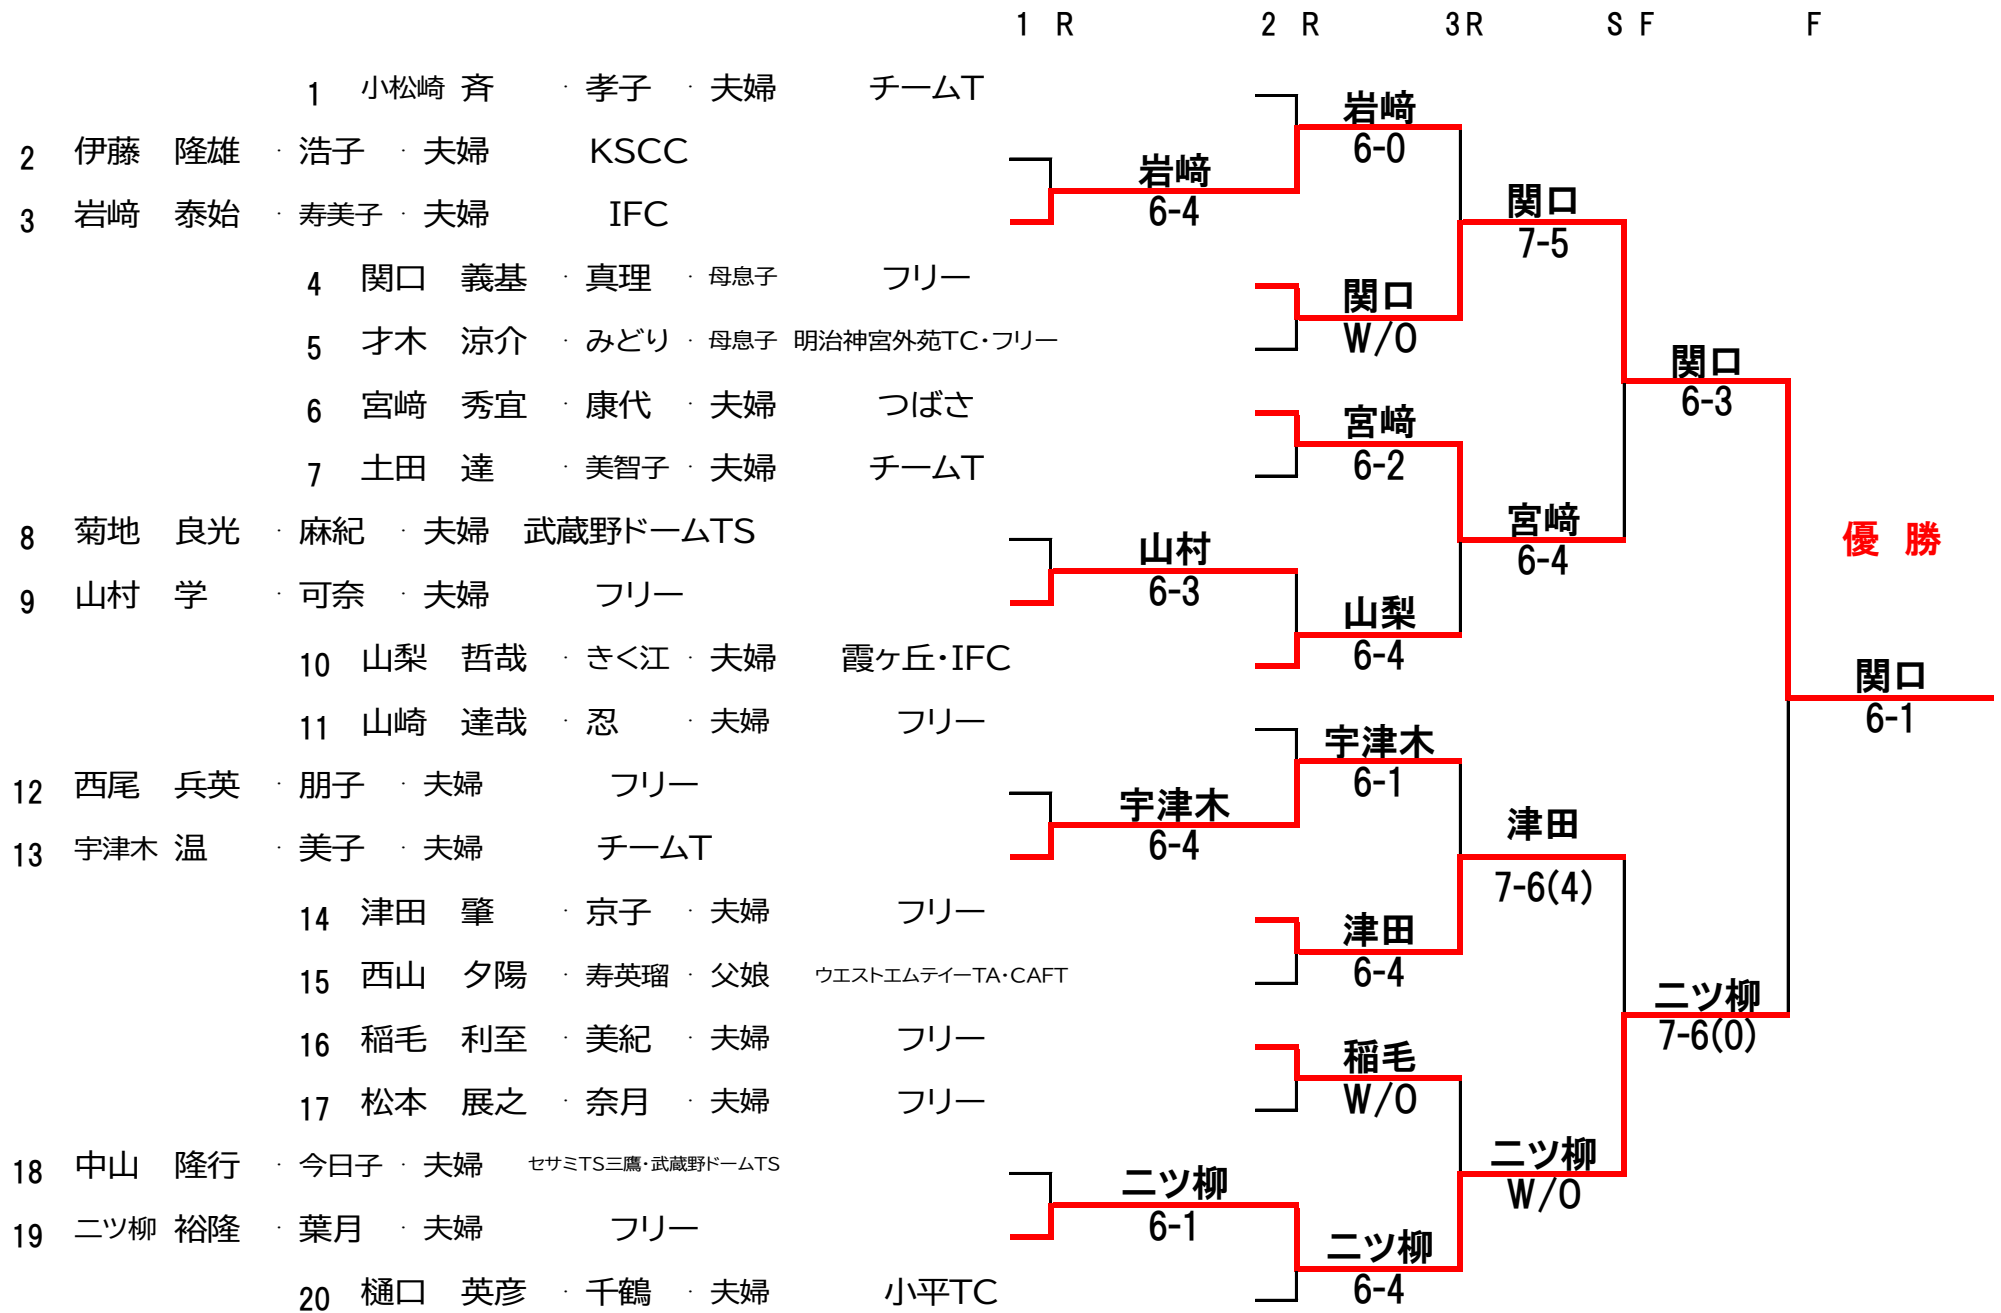 1 R 2 R 3R S F F
1 小松崎 斉 ・ 孝子 ・ 夫婦 チームT
岩﨑
2 伊藤 隆雄 ・ 浩子 ・ 夫婦 KSCC
6-0
岩﨑
3 岩﨑 泰始 ・ 寿美子 ・ 夫婦 IFC
6-4
関口
7-5
4 関口 義基 ・ 真理 ・ 母息子 フリー
関口
5 才木 涼介 ・ みどり ・ 母息子 明治神宮外苑TC・フリー
W/O
関口
6-3
6 宮﨑 秀宜 ・ 康代 ・ 夫婦 つばさ
宮﨑
7 土田 達 ・ 美智子 ・ 夫婦 チームT
6-2
8 菊地 良光 ・ 麻紀 ・ 夫婦 武蔵野ドームTS
宮﨑
優 勝
山村
6-4
9 山村 学 ・ 可奈 ・ 夫婦 フリー
6-3
山梨
10 山梨 哲哉 ・ きく江 ・ 夫婦 霞ヶ丘・IFC
6-4
関口
6-1
11 山崎 達哉 ・ 忍 ・ 夫婦 フリー
宇津木
12 西尾 兵英 ・ 朋子 ・ 夫婦 フリー
6-1
宇津木
津田
13 宇津木 温 ・ 美子 ・ 夫婦 チームT
6-4
7-6(4)
14 津田 肇 ・ 京子 ・ 夫婦 フリー
津田
15 西山 夕陽 ・ 寿英瑠 ・ 父娘 ウエストエムテイーTA・CAFT
6-4
二ツ柳
7-6(0)
16 稲毛 利至 ・ 美紀 ・ 夫婦 フリー
稲毛
17 松本 展之 ・ 奈月 ・ 夫婦 フリー
W/O
18 中山 隆行 ・ 今日子 ・ 夫婦 セサミTS三鷹・武蔵野ドームTS
二ツ柳
二ツ柳
W/O
19 二ツ柳 裕隆 ・ 葉月 ・ 夫婦 フリー
6-1
二ツ柳
20 樋口 英彦 ・ 千鶴 ・ 夫婦 小平TC
6-4